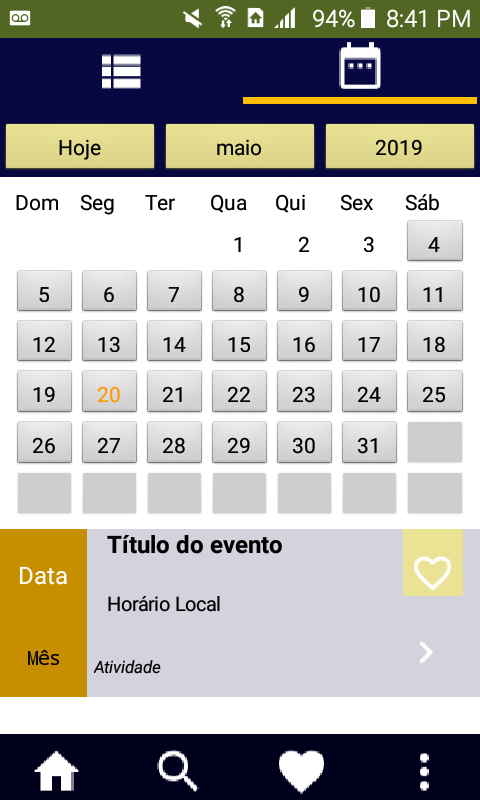 94% 8:41 PM
Hoje maio 2019
Dom Seg Ter Qua Qui Sex Sáb
1 2 3 4
5 6 7 8 9 10 11
12 13 14 15 16 17 18
19 20 21 22 23 24 25
26 27 28 29 30 31
Título do evento
Data
Horário Local
Mês
Atividade